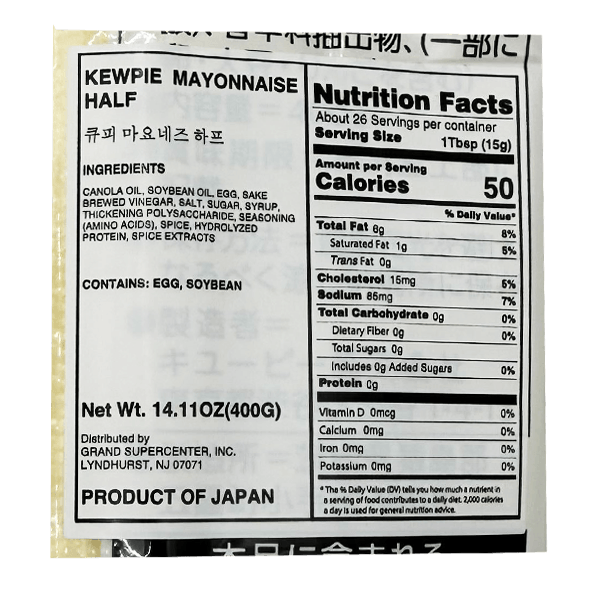 出物、(一部に
KEWPIE MAYONNAISE
HALF
큐피 마요네즈 하프
INGREDIENTS
CANOLA OIL, SOYBEAN OIL, EGG, SAKE
BREWED VINEGAR, SALT, SUGAR, SYRUP,
THICKENING POLYSACCHARIDE, SEASONING
(AMINO ACIDS), SPICE, HYDROLYZED
PROTEIN, SPICE EXTRACTS
CONTAINS: EGG, SOYBEAN
Net Wt. 14.11OZ(400G)
Distributed by
GRAND SUPERCENTER, INC.
LYNDHURST, NJ 07071
PRODUCT OF JAPAN
Nutrition Facts
About 26 Servings per container
Serving Size 1Tbsp (15g)
Amount per Serving
Calories 50
% Daily Value*
Total Fat 6g 8%
Saturated Fat 1g 5%
Trans Fat 0g
Cholesterol 15mg 5%
Sodium 86mg 7%
Total Carbohydrate 0g 0%
Dietary Fiber 0g 0%
Total Sugars 0g
Includes 0g Added Sugars 0%
Protein 0g
Vitamin D 0mcg 0%
Calcium 0mg 0%
Iron 0mg 0%
Potassium 0mg 0%
* The % Daily Value (DV) tells you how much a nutrient in
a serving of food contributes to a daily diet. 2,000 calories
a day is used for general nutrition advice.